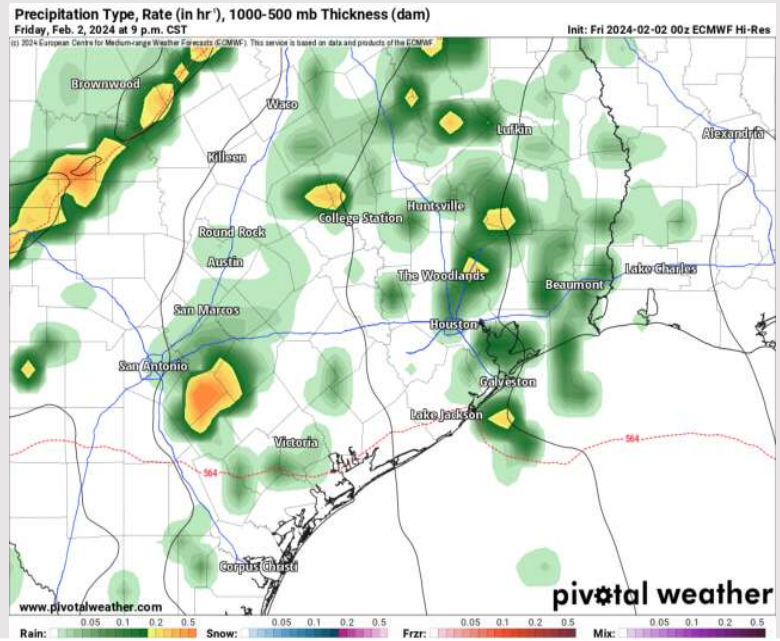 Precipitation Type, Rate (in hr⁻¹), 1000-500 mb Thickness (dam)
Friday, Feb. 2, 2024 at 9 p.m. CST
Init: Fri 2024-02-02 00z ECMWF Hi-Res
(c) 2024 European Centre for Medium-range Weather Forecasts (ECMWF). This service is based on data and products of the ECMWF.
Brownwood
Waco
Lufkin
Alexandria
Killeen
Huntsville
College Station
Round Rock
Austin
The Woodlands
Lake Charles
Beaumont
San Marcos
Houston
San Antonio
Galveston
Lake Jackson
Victoria
564
564
Corpus Christi
pivotal weather
www.pivotalweather.com
Rain: 0.05 0.1 0.2 0.5
Snow: 0.05 0.1 0.2 0.5
Frzr: 0.05 0.1 0.2 0.5
Mix: 0.05 0.1 0.2 0.5